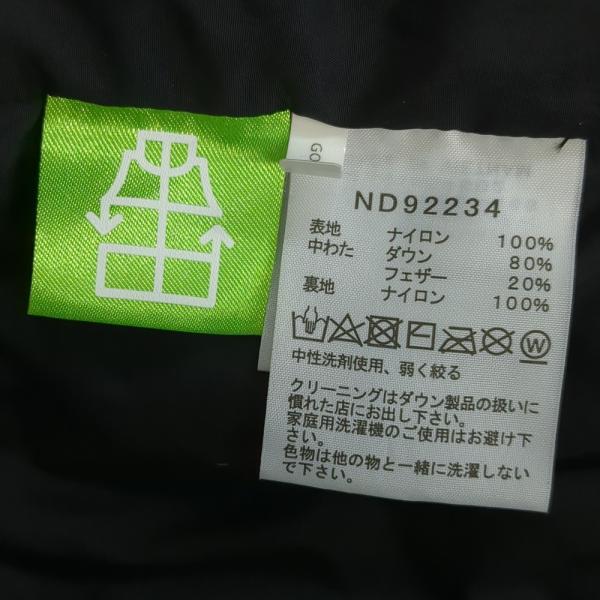 GO
ND92234
表地 ナイロン 100%
中わた ダウン 80%
フェザー 20%
裏地 ナイロン 100%
中性洗剤使用、弱く絞る
クリーニングはダウン製品の扱いに
慣れた店にお出し下さい。
家庭用洗濯機のご使用はお避け下
さい。
色物は他の物と一緒に洗濯しない
で下さい。